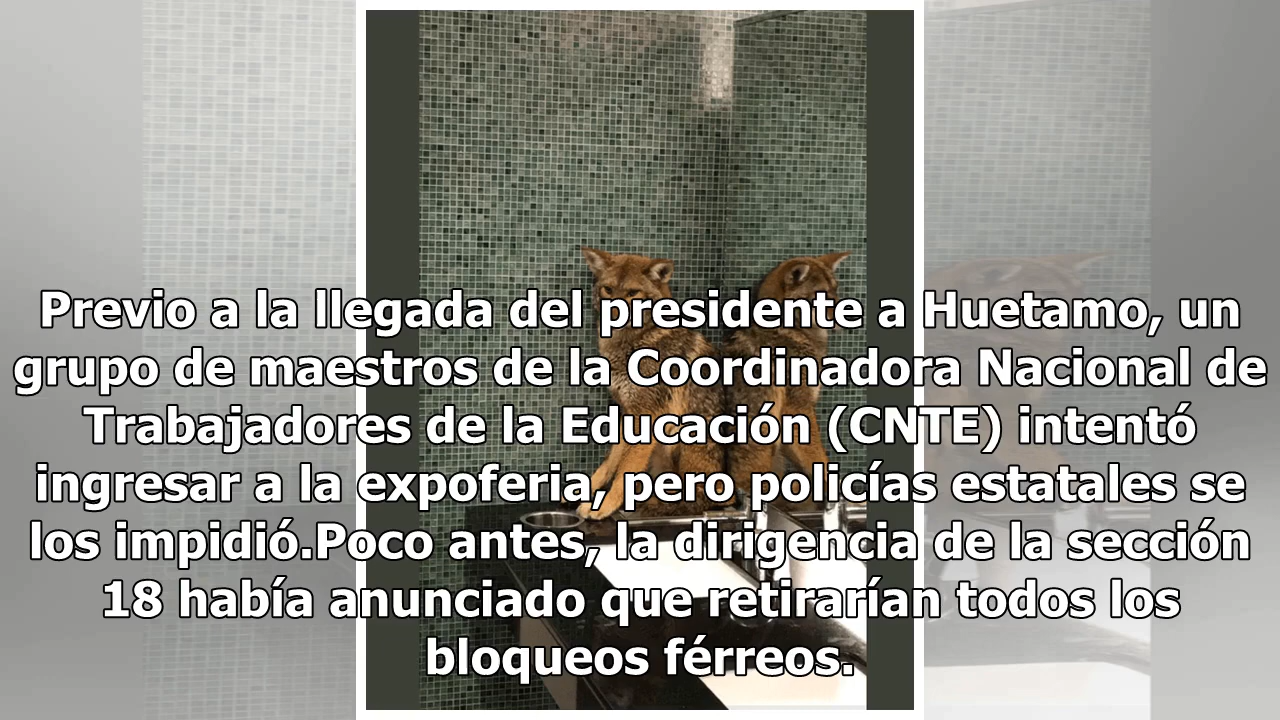 Previo a la llegada del presidente a Huetamo, un
grupo de maestros de la Coordinadora Nacional de
Trabajadores de la Educación (CNTE) intentó
ingresar a la expoferia, pero policías estatales se
los impidió.Poco antes, la dirigencia de la sección
18 había anunciado que retirarían todos los
bloqueos férreos.